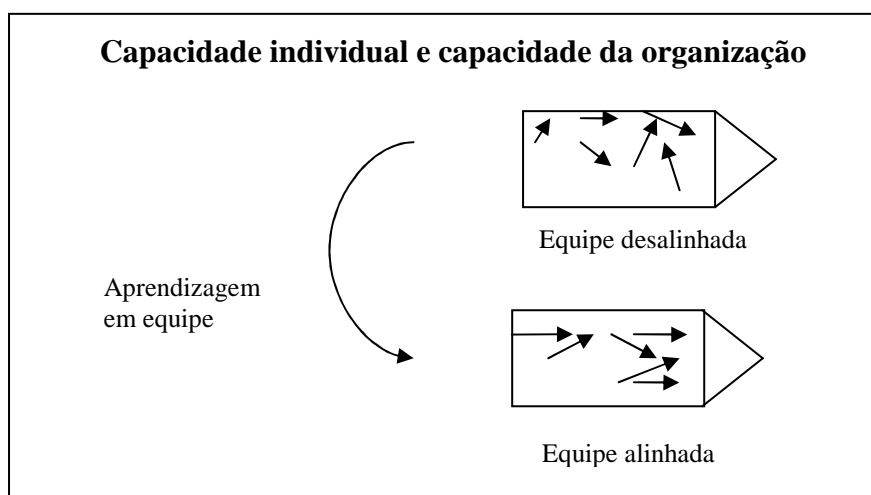 Capacidade individual e capacidade da organização
Equipe desalinhada
Aprendizagem
em equipe
Equipe alinhada